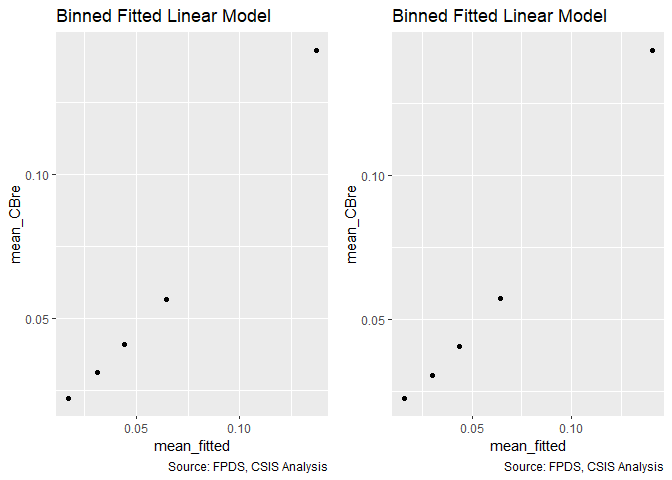 Binned Fitted Linear Model
mean_CBre
0.10
0.05
0.05 0.10
mean_fitted
Source: FPDS, CSIS Analysis
Binned Fitted Linear Model
mean_CBre
0.10
0.05
0.05 0.10
mean_fitted
Source: FPDS, CSIS Analysis